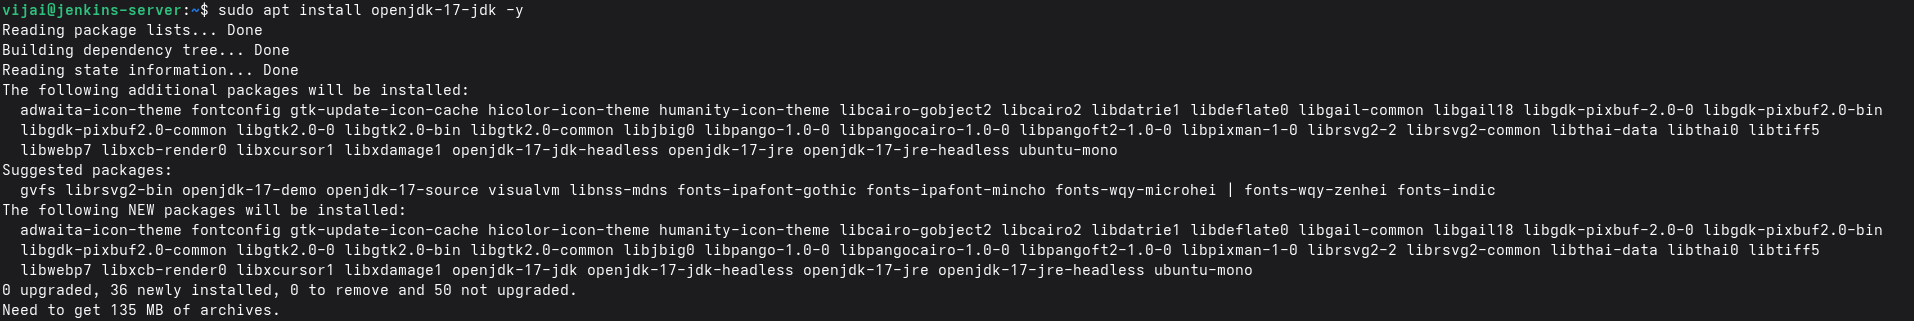 vijai@jenkins-server:~$ sudo apt install openjdk-17-jdk -y
Reading package lists... Done
Building dependency tree... Done
Reading state information... Done
The following additional packages will be installed:
  adwaita-icon-theme fontconfig gtk-update-icon-cache hicolor-icon-theme humanity-icon-theme libcairo-gobject2 libcairo2 libdatrie1 libdeflate0 libgail-common libgail18 libgdk-pixbuf-2.0-0 libgdk-pixbuf2.0-bin
  libgdk-pixbuf2.0-common libgtk2.0-0 libgtk2.0-bin libgtk2.0-common libjbig0 libpango-1.0-0 libpangocairo-1.0-0 libpangoft2-1.0-0 libpixman-1-0 librsvg2-2 librsvg2-common libthai-data libthai0 libtiff5
  libwebp7 libxcb-render0 libxcursor1 libxdamage1 openjdk-17-jdk-headless openjdk-17-jre openjdk-17-jre-headless ubuntu-mono
Suggested packages:
  gvfs librsvg2-bin openjdk-17-demo openjdk-17-source visualvm libnss-mdns fonts-ipafont-gothic fonts-ipafont-mincho fonts-wqy-microhei | fonts-wqy-zenhei fonts-indic
The following NEW packages will be installed:
  adwaita-icon-theme fontconfig gtk-update-icon-cache hicolor-icon-theme humanity-icon-theme libcairo-gobject2 libcairo2 libdatrie1 libdeflate0 libgail-common libgail18 libgdk-pixbuf-2.0-0 libgdk-pixbuf2.0-bin
  libgdk-pixbuf2.0-common libgtk2.0-0 libgtk2.0-bin libgtk2.0-common libjbig0 libpango-1.0-0 libpangocairo-1.0-0 libpangoft2-1.0-0 libpixman-1-0 librsvg2-2 librsvg2-common libthai-data libthai0 libtiff5
  libwebp7 libxcb-render0 libxcursor1 libxdamage1 openjdk-17-jdk openjdk-17-jdk-headless openjdk-17-jre openjdk-17-jre-headless ubuntu-mono
0 upgraded, 36 newly installed, 0 to remove and 50 not upgraded.
Need to get 135 MB of archives.